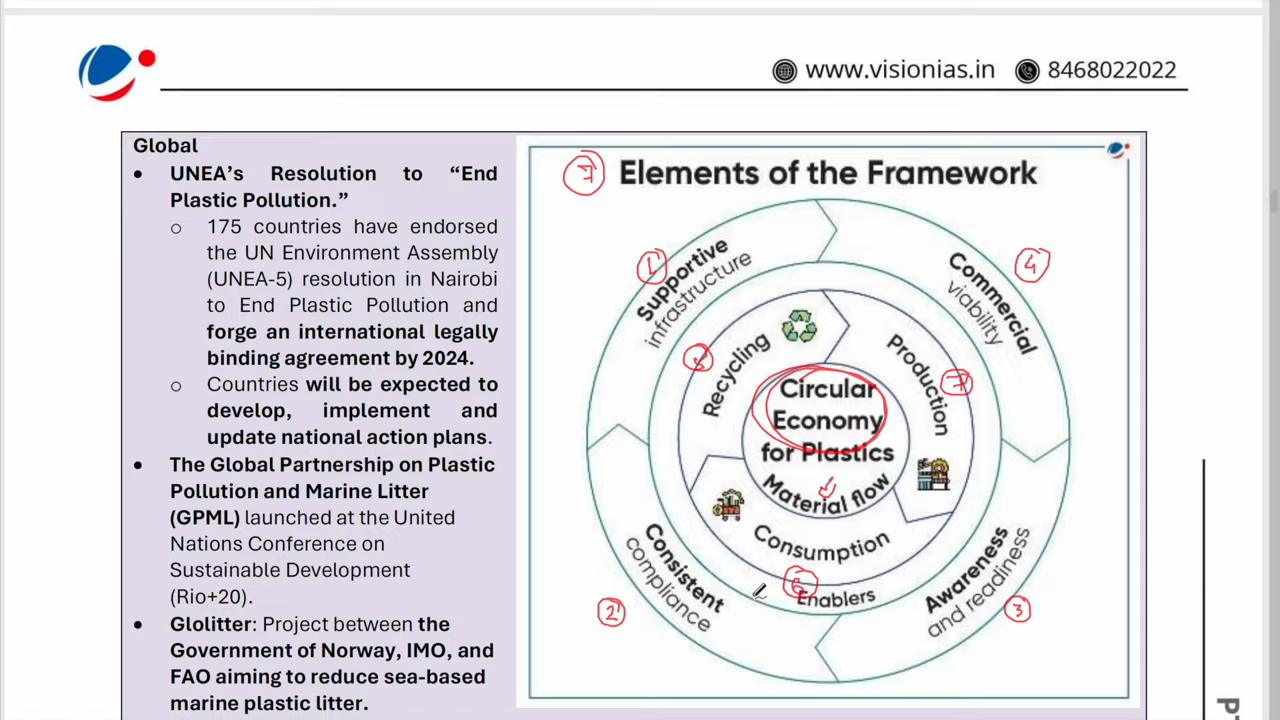 www.visionias.in
8468022022
Global
• UNEA's Resolution to "End
Plastic Pollution."
o 175 countries have endorsed
the UN Environment Assembly
(UNEA-5) resolution in Nairobi
to End Plastic Pollution and
forge an international legally
binding agreement by 2024.
o Countries will be expected to
develop, implement and
update national action plans.
• The Global Partnership on Plastic
Pollution and Marine Litter
(GPML) launched at the United
Nations Conference on
Sustainable Development
(Rio+20).
• Glolitter: Project between the
Government of Norway, IMO, and
FAO aiming to reduce sea-based
marine plastic litter.
7
Elements of the Framework
1
Supportive
infrastructure
4
Commercial
viability
5
Recycling
Production
7
Circular
Economy
for Plastics
Material flow
Consumption
6
Enablers
2
Consistent
compliance
Awareness
and readiness
3